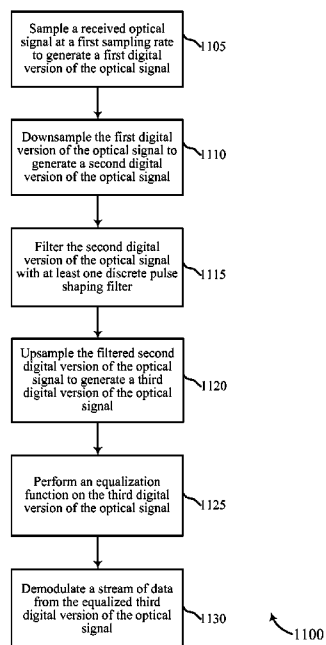 Sample a received optical
signal at a first sampling rate
to generate a first digital
version of the optical signal
1105
Downsample the first digital
version of the optical signal to
generate a second digital
version of the optical signal
1110
Filter the second digital
version of the optical signal
with at least one discrete pulse
shaping filter
1115
Upsample the filtered second
digital version of the optical
signal to generate a third
digital version of the optical
signal
1120
Perform an equalization
function on the third digital
version of the optical signal
1125
Demodulate a stream of data
from the equalized third
digital version of the optical
signal
1130
1100